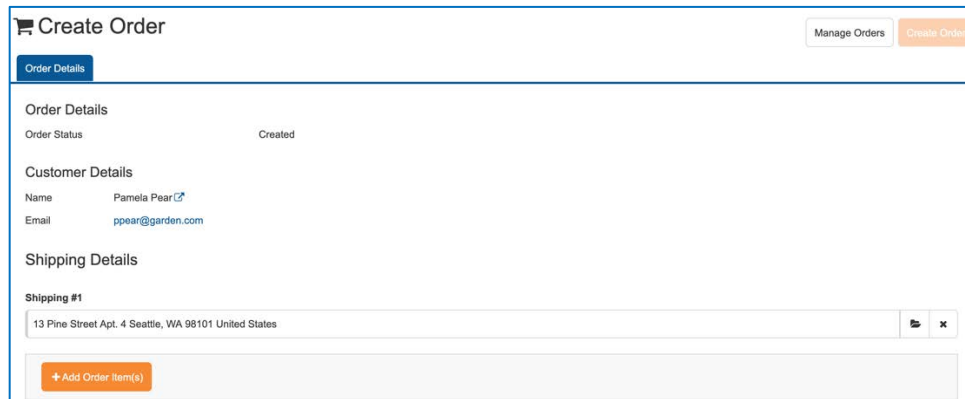 Create Order
Manage Orders
Create Order
Order Details
Order Details
Order Status Created
Customer Details
Name Pamela Pear
Email ppear@garden.com
Shipping Details
Shipping #1
13 Pine Street Apt. 4 Seattle, WA 98101 United States
+ Add Order Item(s)